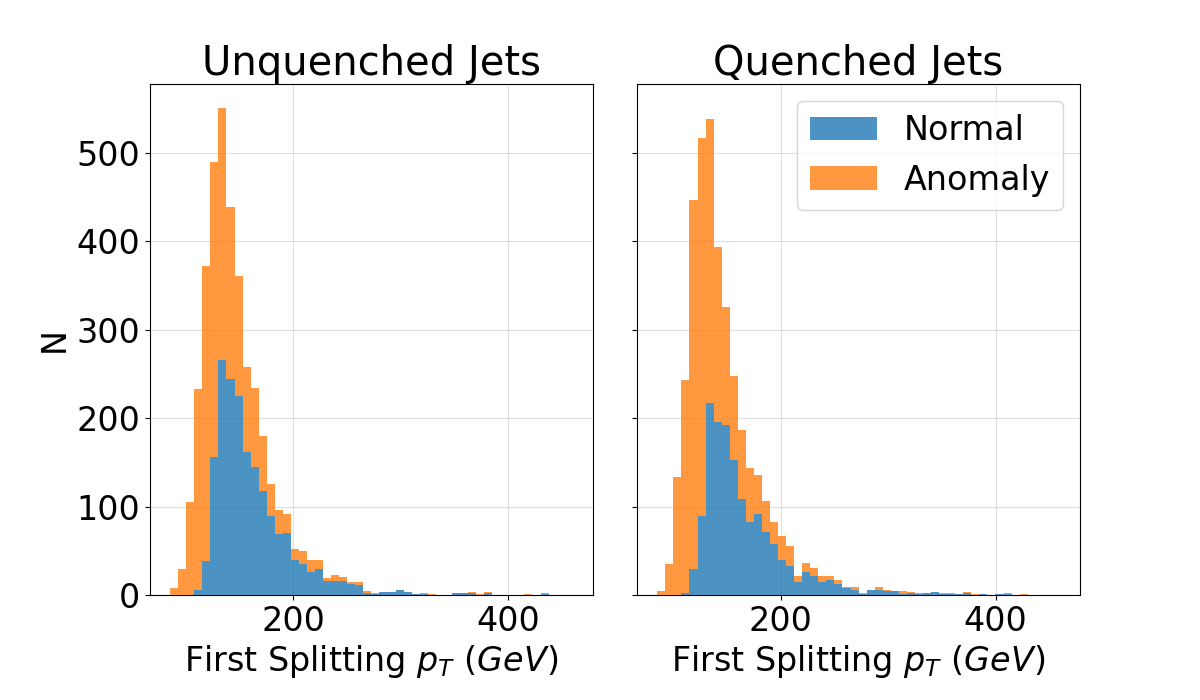 Unquenched Jets
Quenched Jets
N
0
100
200
300
400
500
200
400
First Splitting $p_T$ ($GeV$)
Normal
Anomaly
200
400
First Splitting $p_T$ ($GeV$)